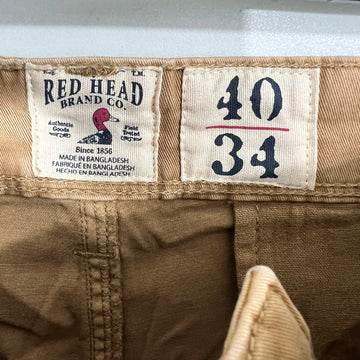 RED HEAD
BRAND CO.
Authentic
Goods
Field
Tested
Since 1856
MADE IN BANGLADESH
FABRIQUÉ EN BANGLADESH
HECHO EN BANGLADESH
40
34